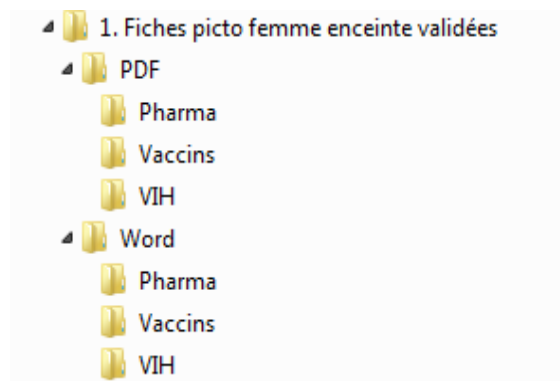 1. Fiches picto femme enceinte validées
PDF
Pharma
Vaccins
VIH
Word
Pharma
Vaccins
VIH